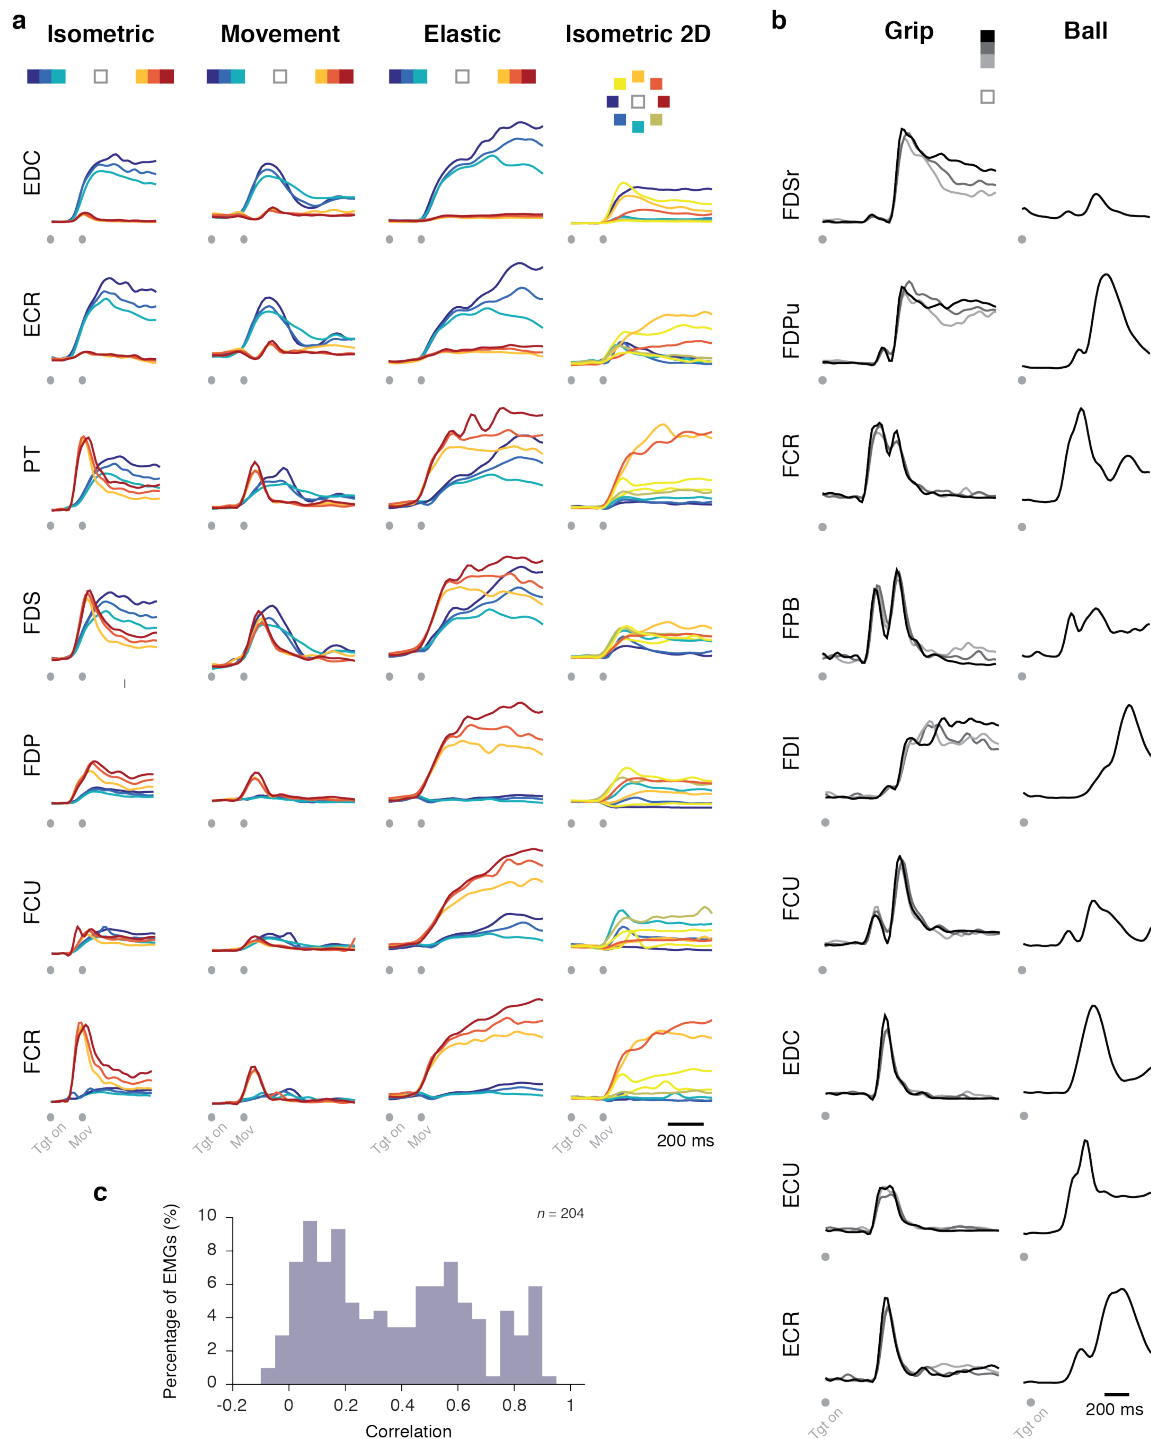 a
Isometric
Movement
Elastic
Isometric 2D
EDC
ECR
PT
FDS
FDP
FCU
FCR
Tgt on
Mov
Tgt on
Mov
Tgt on
Mov
Tgt on
Mov
200 ms
b
Grip
Ball
FDSr
FDPu
FCR
FPB
FDI
FCU
EDC
ECU
ECR
Tgt on
Tgt on
200 ms
c
n = 204
Percentage of EMGs (%)
10
8
6
4
2
0
-0.2 0 0.2 0.4 0.6 0.8 1
Correlation